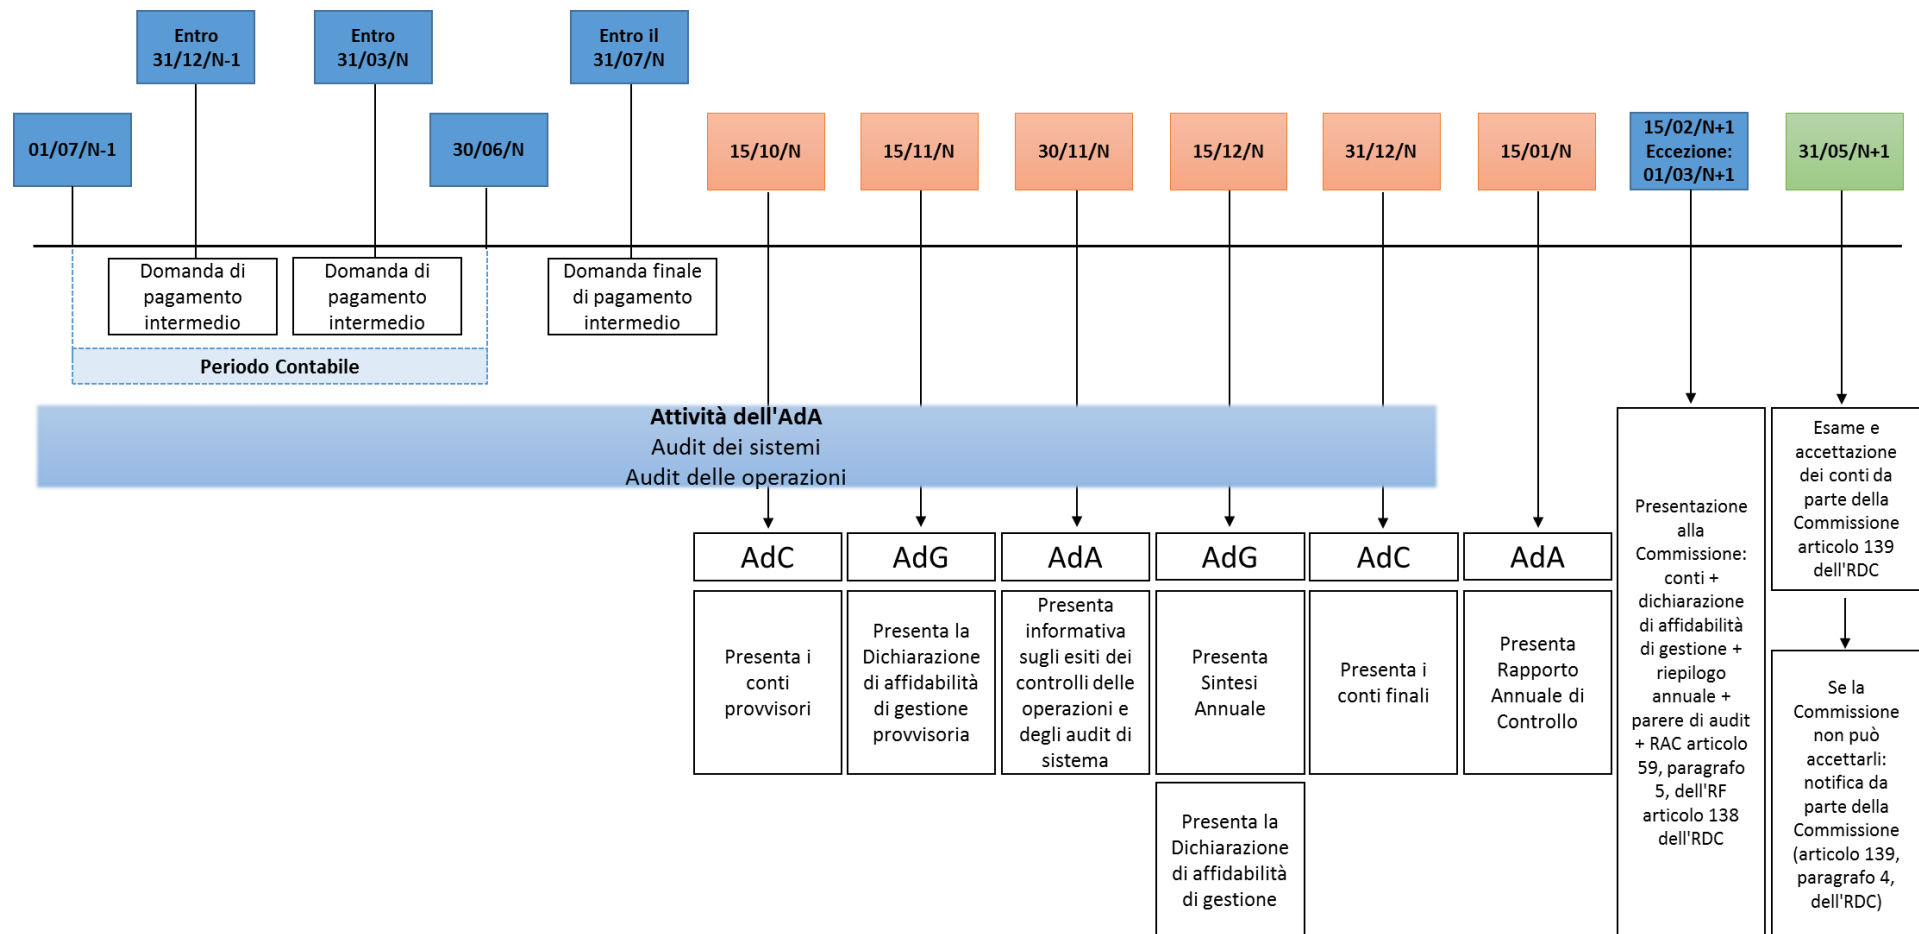 Entro
31/12/N-1
Entro
31/03/N
Entro il
31/07/N
01/07/N-1
30/06/N
15/10/N
15/11/N
30/11/N
15/12/N
31/12/N
15/01/N
15/02/N+1
Eccezione:
01/03/N+1
31/05/N+1
Domanda di
pagamento
intermedio
Domanda di
pagamento
intermedio
Domanda finale
di pagamento
intermedio
Periodo Contabile
Attività dell'AdA
Audit dei sistemi
Audit delle operazioni
AdC
Presenta i
conti
provvisori
AdG
Presenta la
Dichiarazione
di affidabilità
di gestione
provvisoria
AdA
Presenta
informativa
sugli esiti dei
controlli delle
operazioni e
degli audit di
sistema
AdG
Presenta
Sintesi
Annuale
Presenta la
Dichiarazione
di affidabilità
di gestione
AdC
Presenta i
conti finali
AdA
Presenta
Rapporto
Annuale di
Controllo
Presentazione
alla
Commissione:
conti +
dichiarazione
di affidabilità
di gestione +
riepilogo
annuale +
parere di audit
+ RAC articolo
59, paragrafo
5, dell'RF
articolo 138
dell'RDC
Esame e
accettazione
dei conti da
parte della
Commissione
articolo 139
dell'RDC
Se la
Commissione
non può
accettarli:
notifica da
parte della
Commissione
(articolo 139,
paragrafo 4,
dell'RDC)